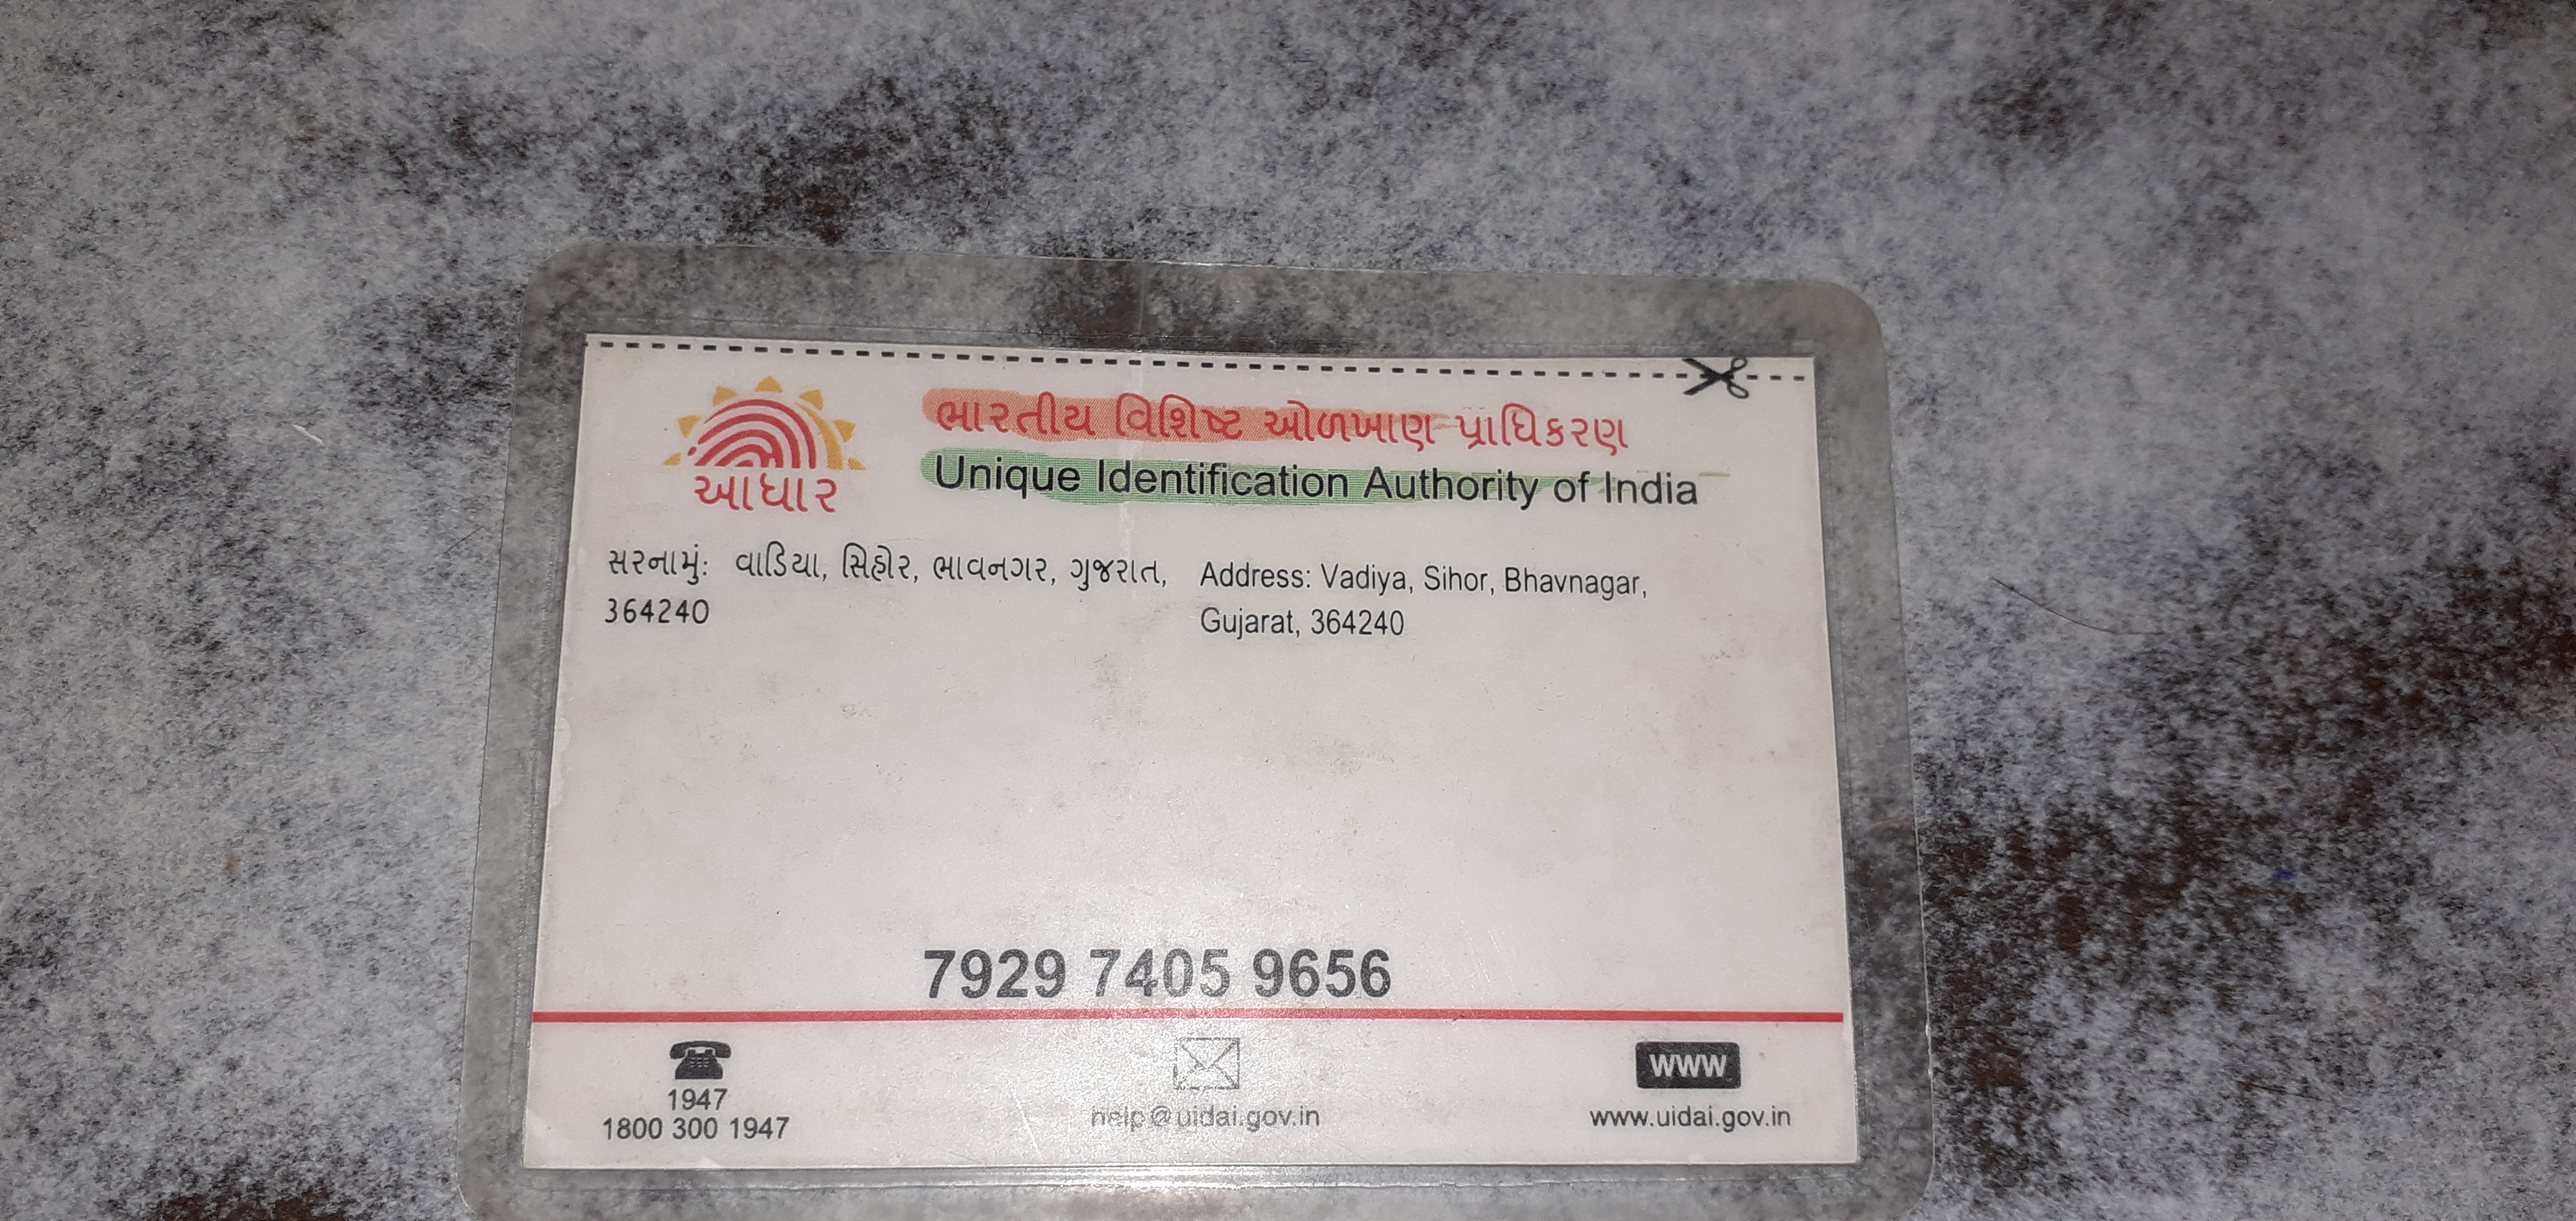 આધાર
ભારતીય વિશિષ્ટ ઓળખાણ પ્રાધિકરણ
Unique Identification Authority of India
સરનામું: વાડિયા, સિહોર, ભાવનગર, ગુજરાત,
364240
Address: Vadiya, Sihor, Bhavnagar,
Gujarat, 364240
7929 7405 9656
1947
1800 300 1947
help@uidai.gov.in
WWW
www.uidai.gov.in